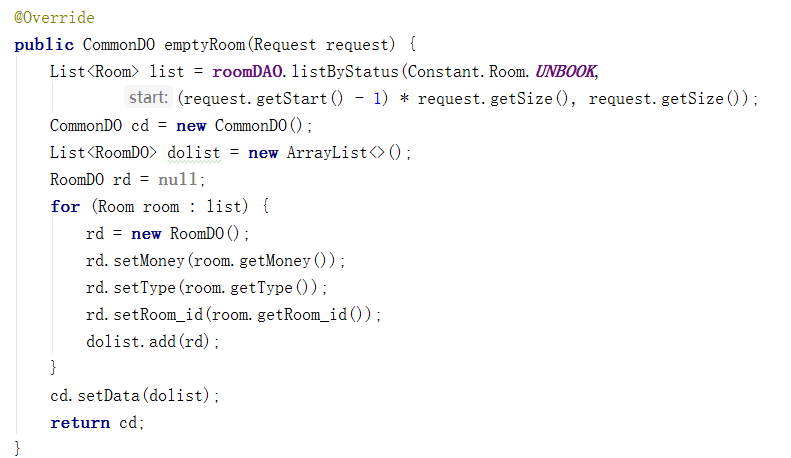 @Override
public CommonDO emptyRoom(Request request) {
    List<Room> list = roomDAO.listByStatus(Constant.Room.UNBOOK,
            start: (request.getStart() - 1) * request.getSize(), request.getSize());
    CommonDO cd = new CommonDO();
    List<RoomDO> dolist = new ArrayList<>();
    RoomDO rd = null;
    for (Room room : list) {
        rd = new RoomDO();
        rd.setMoney(room.getMoney());
        rd.setType(room.getType());
        rd.setRoom_id(room.getRoom_id());
        dolist.add(rd);
    }
    cd.setData(dolist);
    return cd;
}